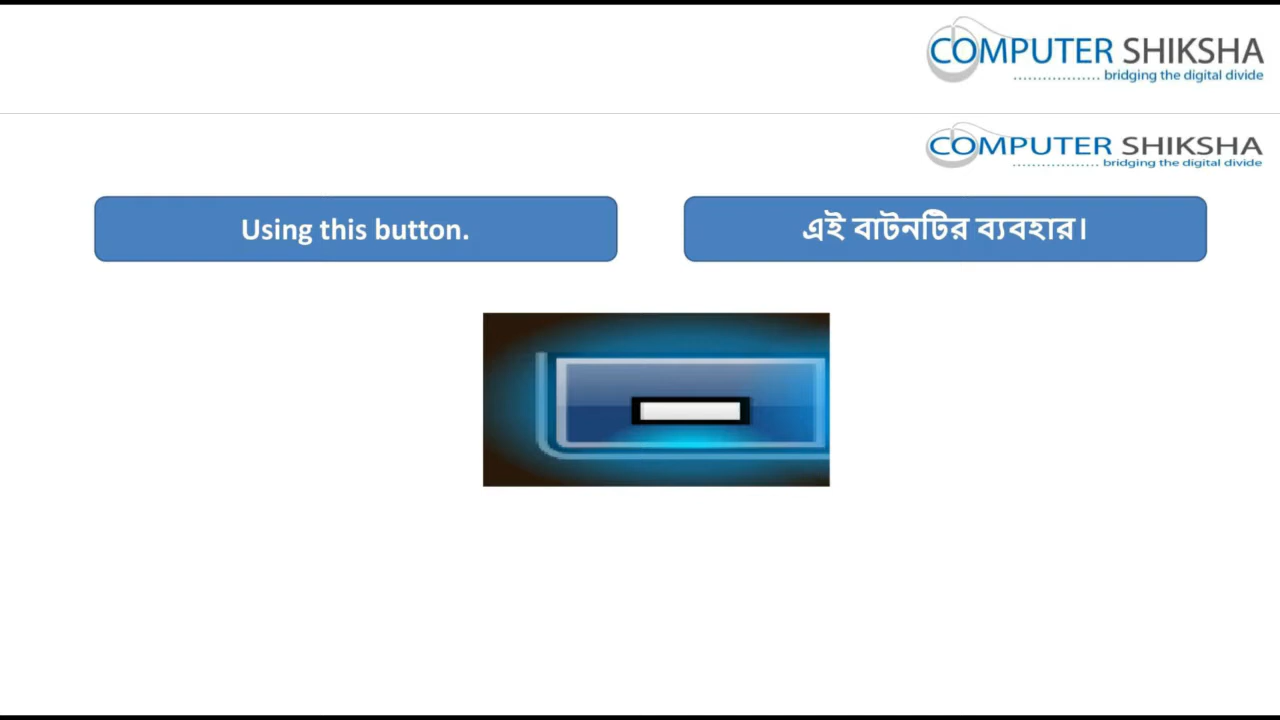 COMPUTER SHIKSHA
bridging the digital divide
COMPUTER SHIKSHA
bridging the digital divide
Using this button.
এই বাটনটির ব্যবহার।